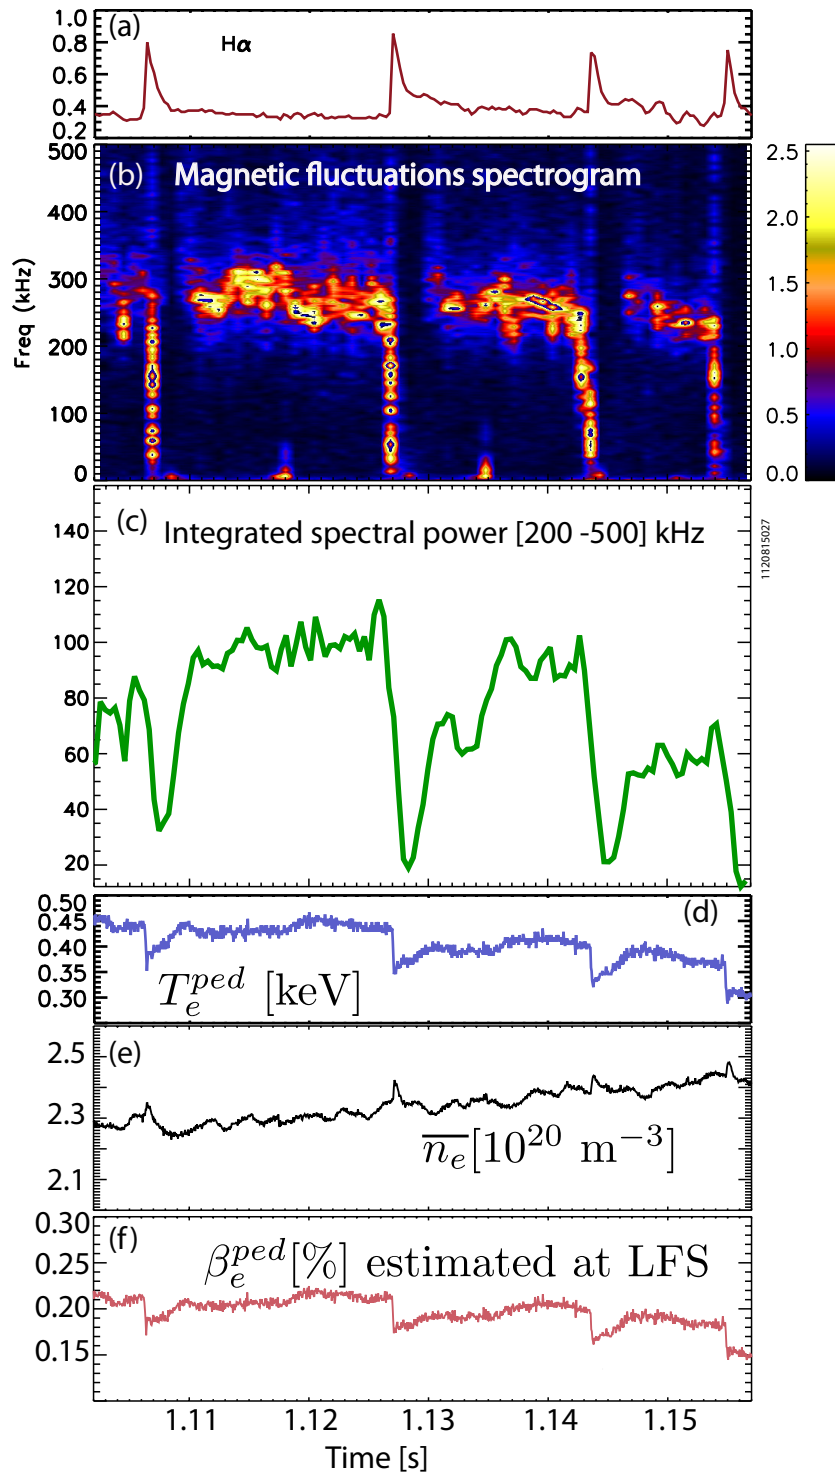 (a)
Hα
1.0
0.8
0.6
0.4
0.2
(b) Magnetic fluctuations spectrogram
500
400
300
200
100
0
Freq (kHz)
2.5
2.0
1.5
1.0
0.5
0.0
(c) Integrated spectral power [200 -500] kHz
140
120
100
80
60
40
20
1120815027
(d)
0.50
0.45
0.40
0.35
0.30
T_e^ped [keV]
(e)
2.5
2.3
2.1
n_e[10^20 m^−3]
(f)
0.30
0.25
0.20
0.15
β_e^ped[%] estimated at LFS
1.11 1.12 1.13 1.14 1.15
Time [s]